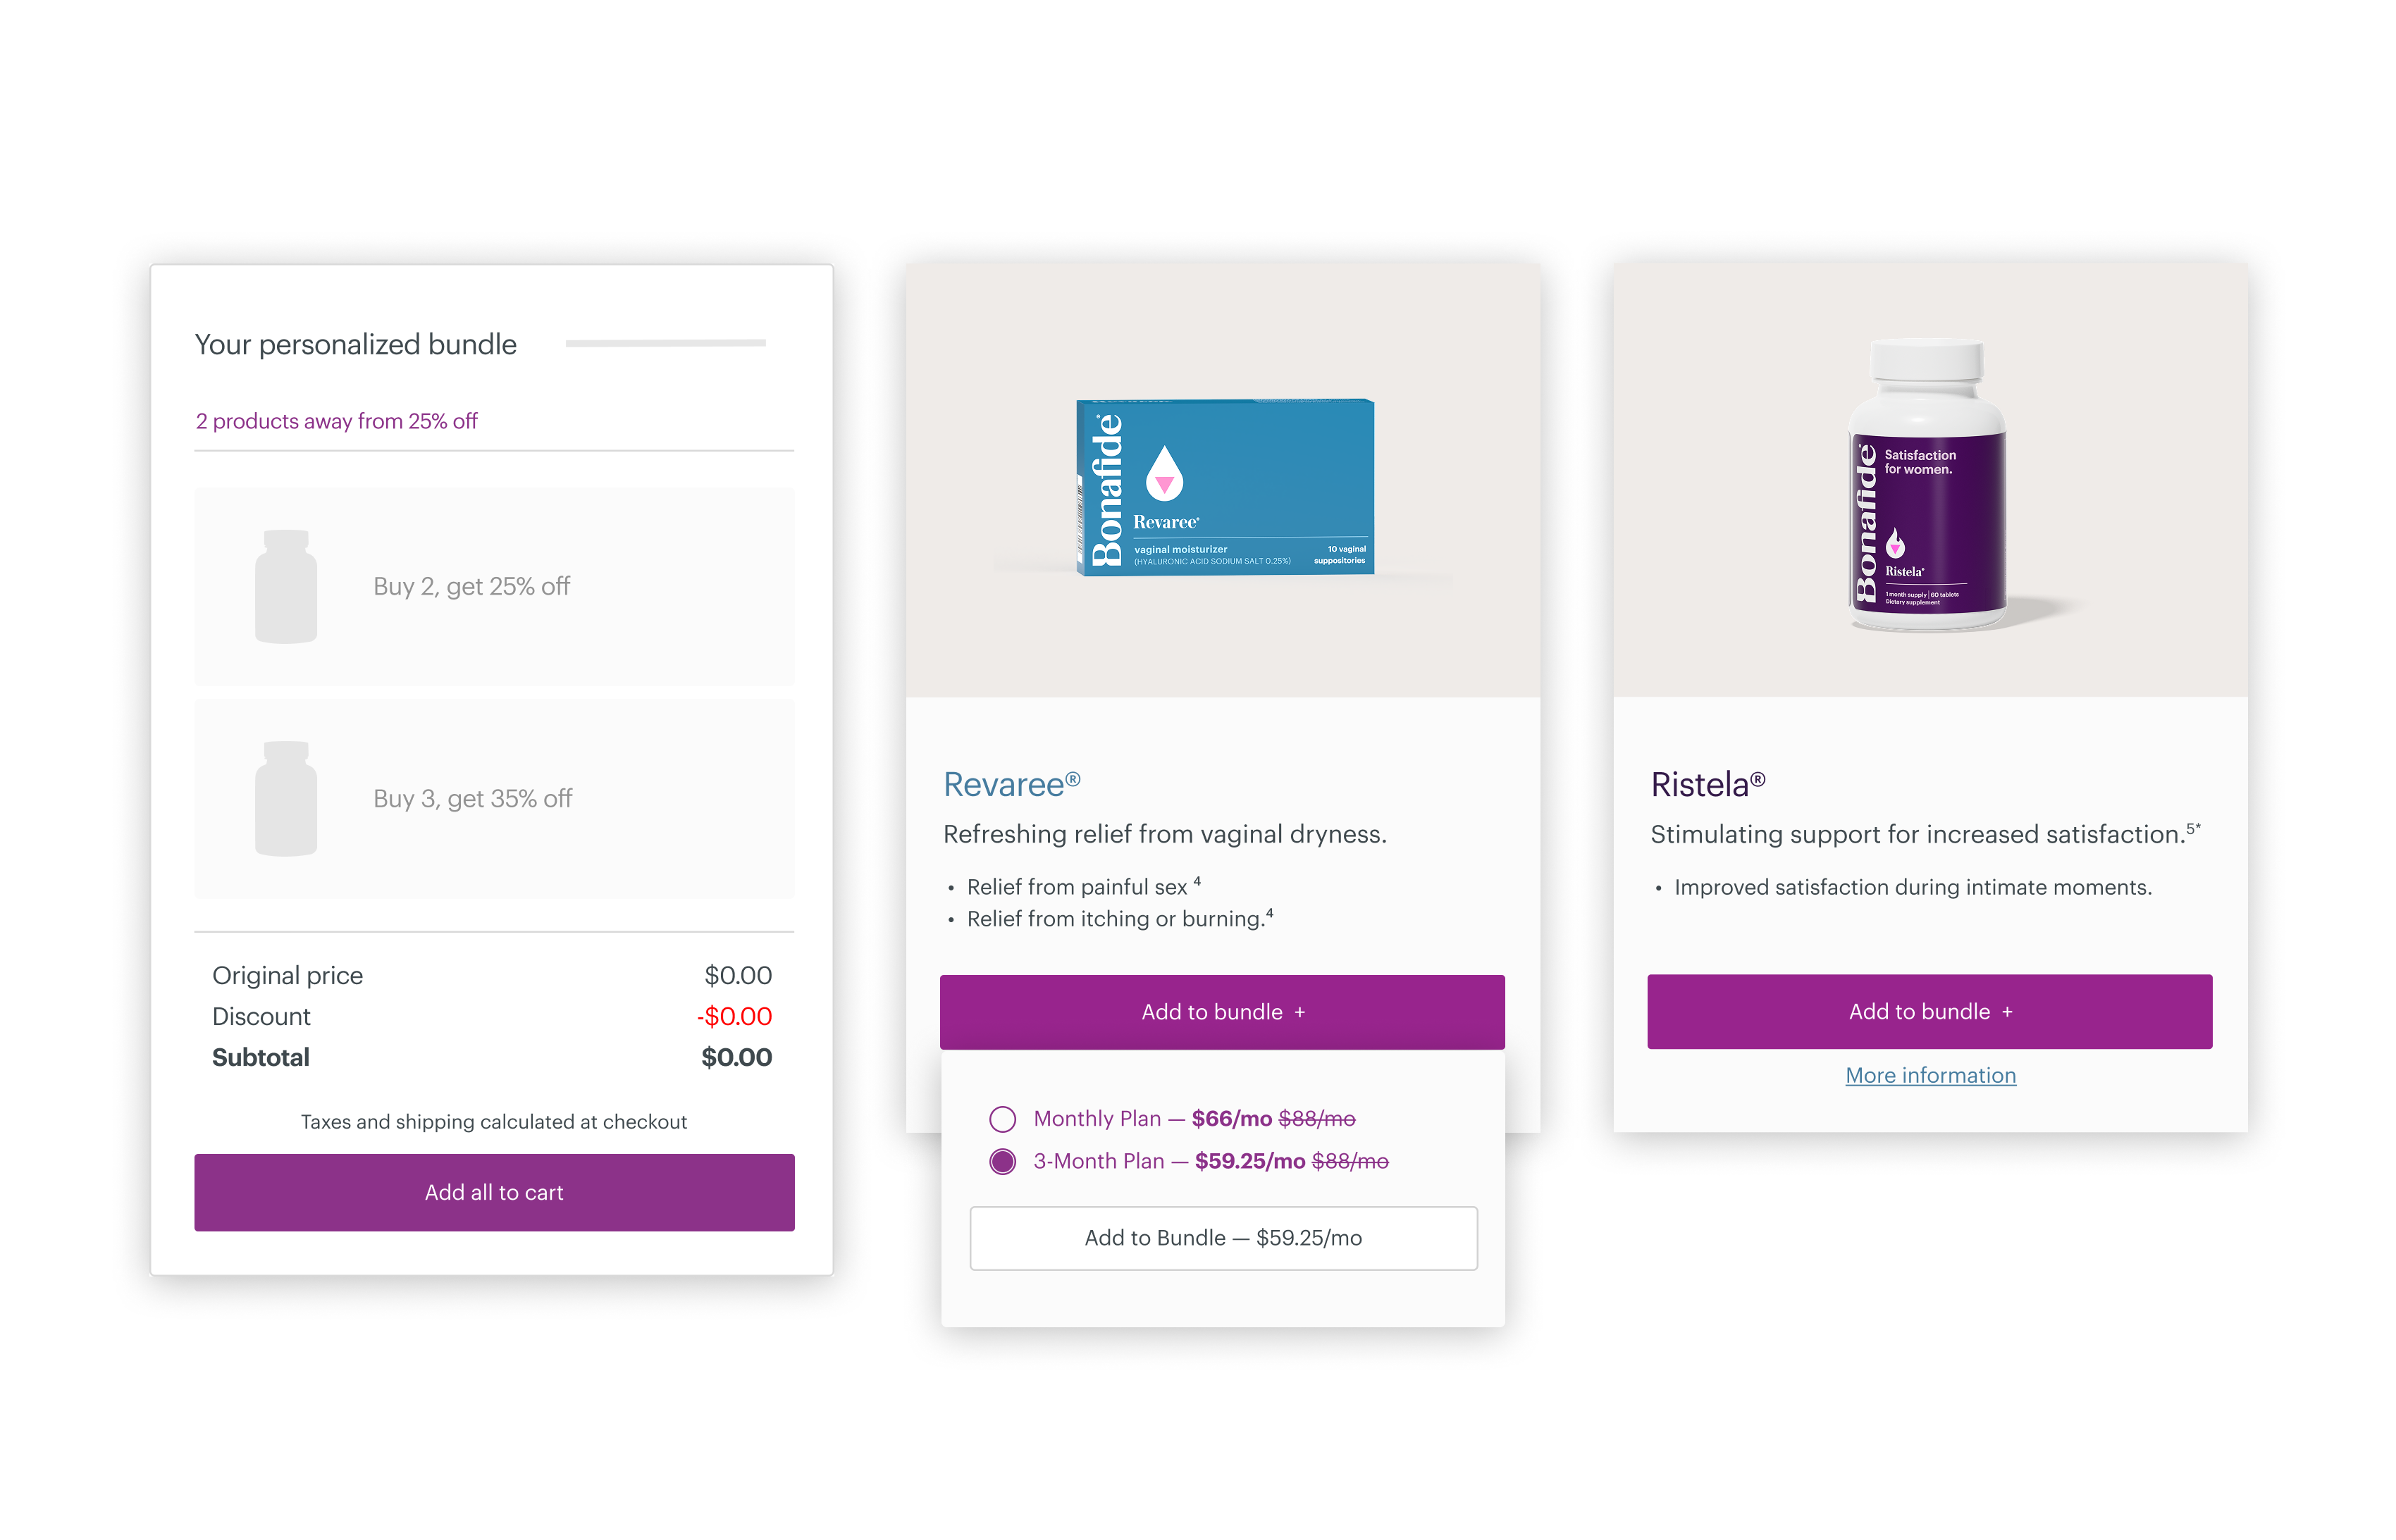 Your personalized bundle
2 products away from 25% off
Buy 2, get 25% off
Buy 3, get 35% off
Original price $0.00
Discount -$0.00
Subtotal $0.00
Taxes and shipping calculated at checkout
Add all to cart
Bonafide®
Revaree®
vaginal moisturizer
(HYALURONIC ACID SODIUM SALT 0.25%)
10 vaginal
suppositories
Revaree®
Refreshing relief from vaginal dryness.
• Relief from painful sex 4
• Relief from itching or burning.4
Add to bundle +
Monthly Plan — $66/mo $88/mo
3-Month Plan — $59.25/mo $88/mo
Add to Bundle — $59.25/mo
Bonafide®
Satisfaction
for women.
Ristela®
1 month supply | 60 tablets
Dietary supplement
Ristela®
Stimulating support for increased satisfaction.5*
• Improved satisfaction during intimate moments.
Add to bundle +
More information